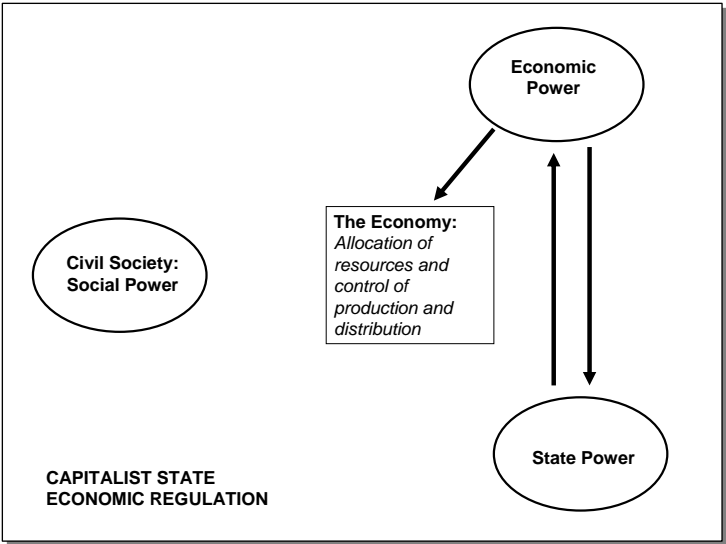 Economic
Power
The Economy:
Allocation of
resources and
control of
production and
distribution
Civil Society:
Social Power
State Power
CAPITALIST STATE
ECONOMIC REGULATION